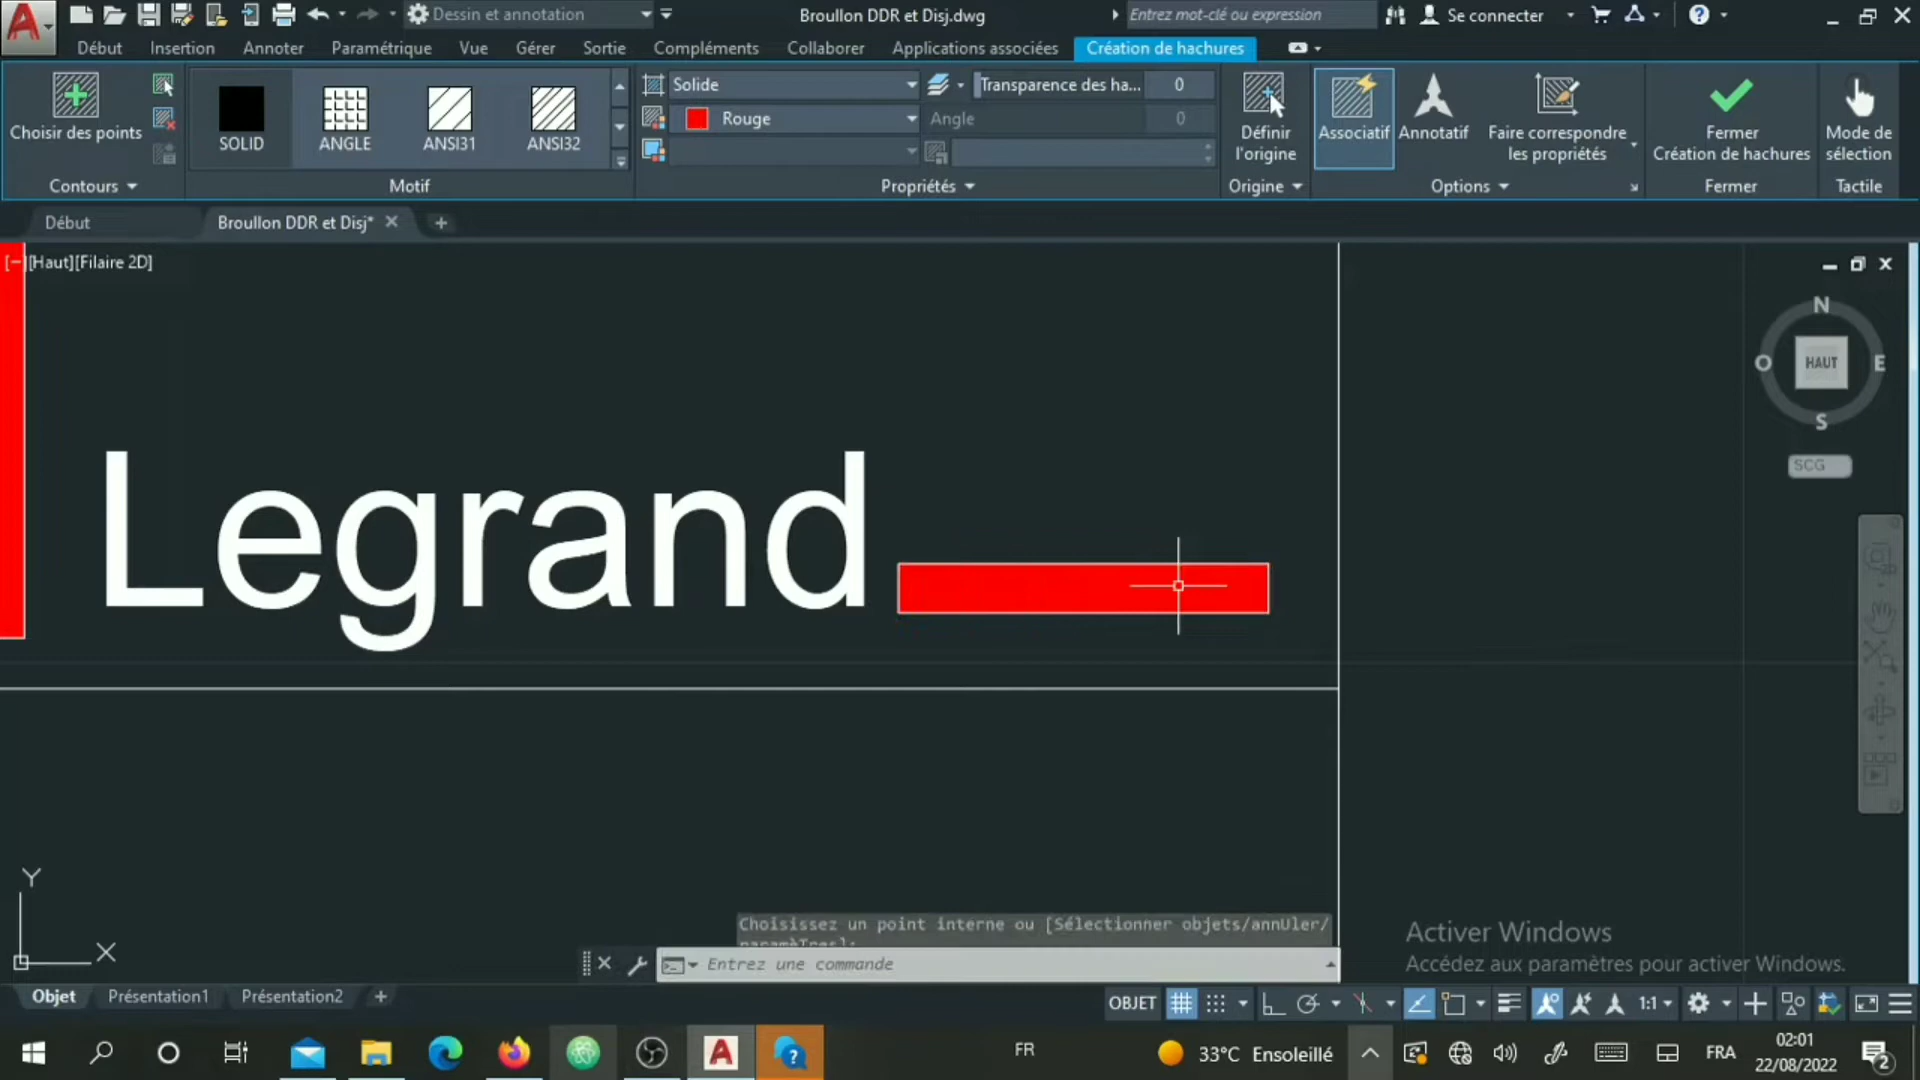 Dessin et annotation
Broullon DDR et Disj.dwg
Entrez mot-clé ou expression
Se connecter
Début
Insertion
Annoter
Paramétrique
Vue
Gérer
Sortie
Compléments
Collaborer
Applications associées
Création de hachures
Choisir des points
SOLID
ANGLE
ANSI31
ANSI32
Solide
Transparence des ha...
0
Rouge
Angle
0
Définir
l'origine
Associatif
Annotatif
Faire correspondre
les propriétés
Fermer
Création de hachures
Mode de
sélection
Contours
Motif
Propriétés
Origine
Options
Fermer
Tactile
Début
Broullon DDR et Disj*
[−][Haut][Filaire 2D]
N
O
HAUT
E
S
SCG
Legrand
Y
X
Choisissez un point interne ou [Sélectionner objets/annUler/
paramèTres]:
Entrez une commande
Activer Windows
Accédez aux paramètres pour activer Windows.
Objet
Présentation1
Présentation2
OBJET
1:1
FR
33°C Ensoleillé
FRA
02:01
22/08/2022
2